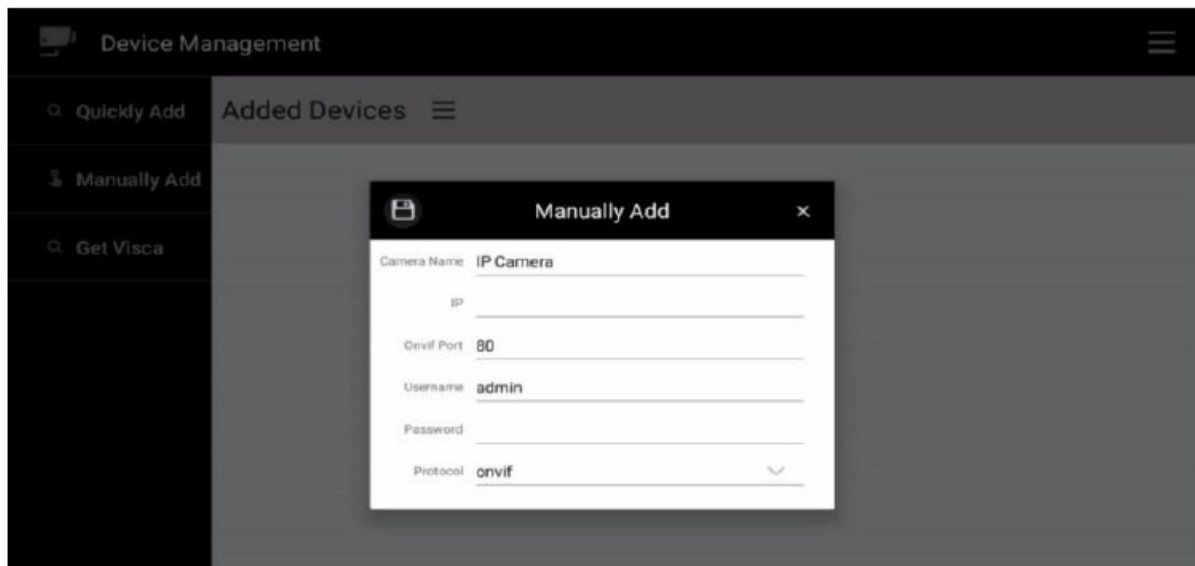 Device Management
Quickly Add
Added Devices
Manually Add
Get Visca
Manually Add
Camera Name IP Camera
IP
Onvif Port 80
Username admin
Password
Protocol onvif